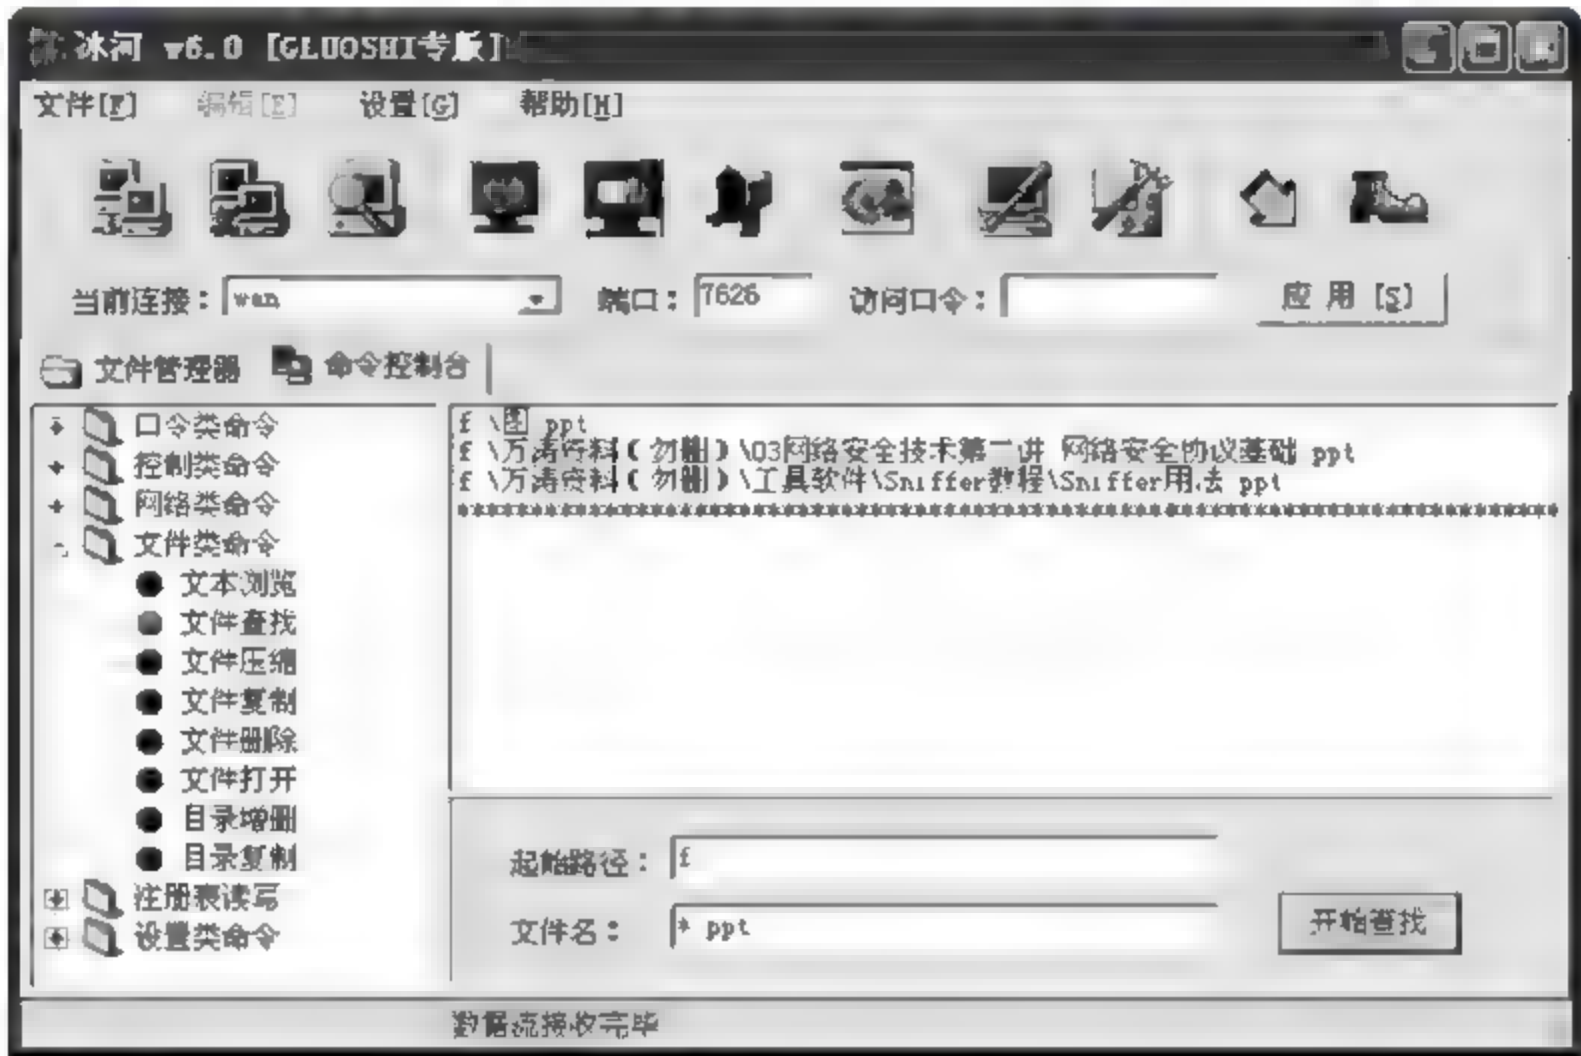 冰河 v6.0 [GLUOSHI专版]
文件[F] 编辑[E] 设置[G] 帮助[H]
当前连接： wan 端口： 7626 访问口令： 应用[S]
文件管理器 命令控制台
口令类命令
控制类命令
网络类命令
文件类命令
文本浏览
文件查找
文件压缩
文件复制
文件删除
文件打开
目录增删
目录复制
注册表读写
设置类命令
f \图 ppt
f \万涛资料(勿删)\03网络安全技术第二讲 网络安全协议基础 ppt
f \万涛资料(勿删)\工具软件\Sniffer教程\Sniffer用法 ppt
起始路径： f
文件名： * ppt
开始查找
数据流接收完毕